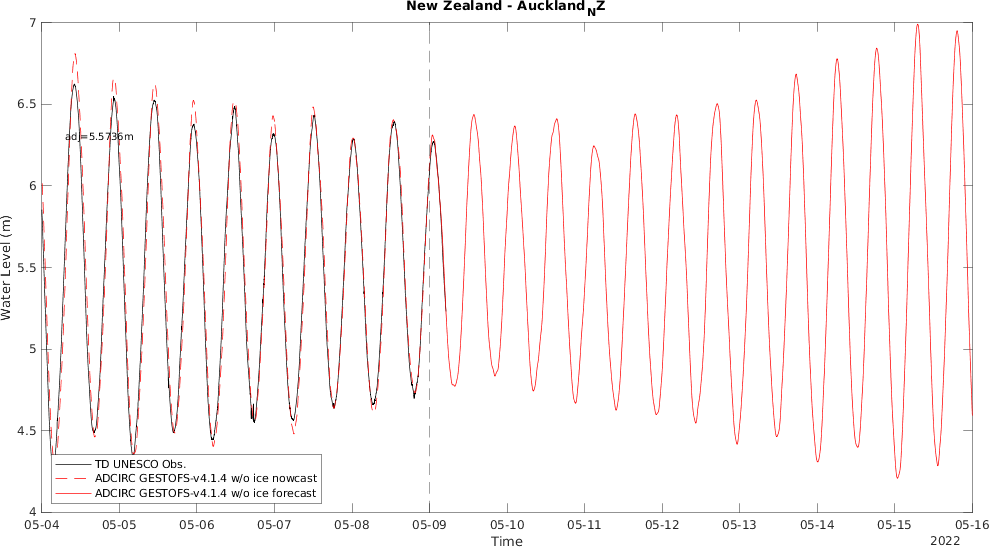 New Zealand - Auckland_NZ
7
6.5
adj=5.5736m
6
5.5
5
4.5
4
Water Level (m)
TD UNESCO Obs.
ADCIRC GESTOFS-v4.1.4 w/o ice nowcast
ADCIRC GESTOFS-v4.1.4 w/o ice forecast
05-04 05-05 05-06 05-07 05-08 05-09 05-10 05-11 05-12 05-13 05-14 05-15 05-16
Time
2022